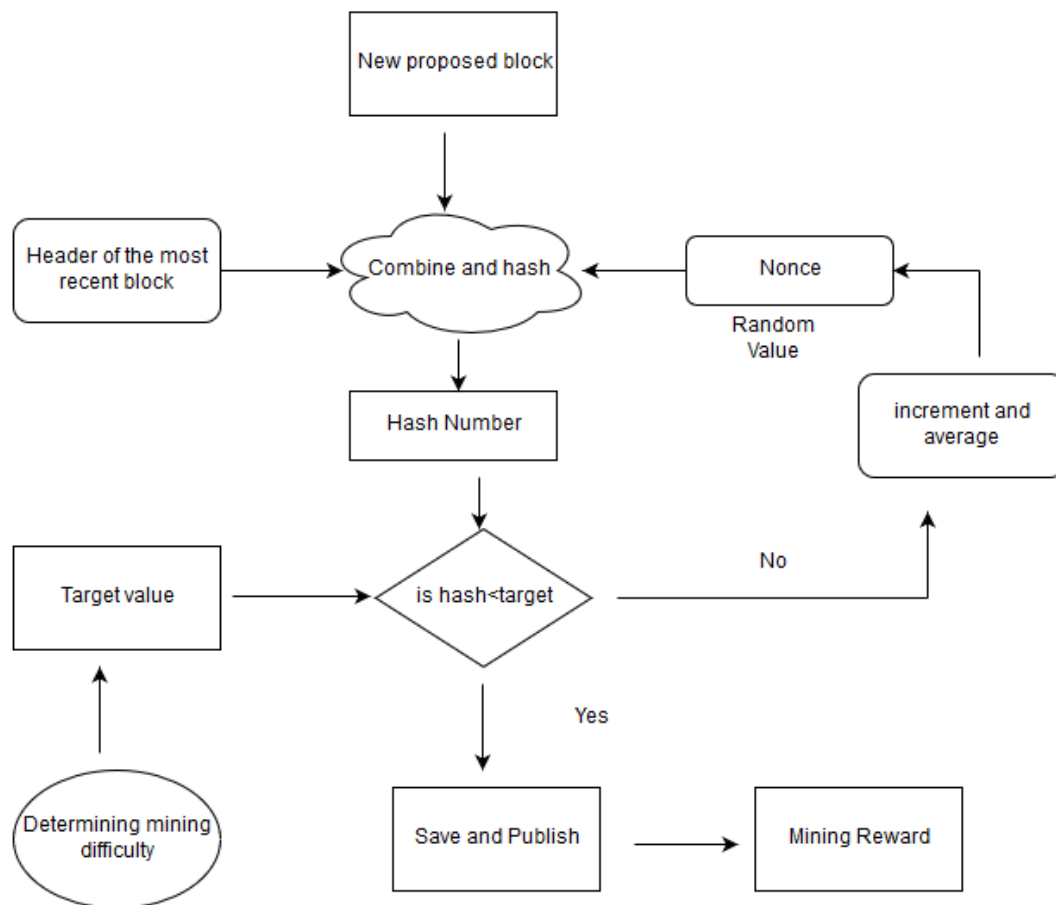 New proposed block
Header of the most
recent block
Combine and hash
Nonce
Random
Value
increment and
average
Hash Number
Target value
is hash<target
No
Yes
Determining mining
difficulty
Save and Publish
Mining Reward